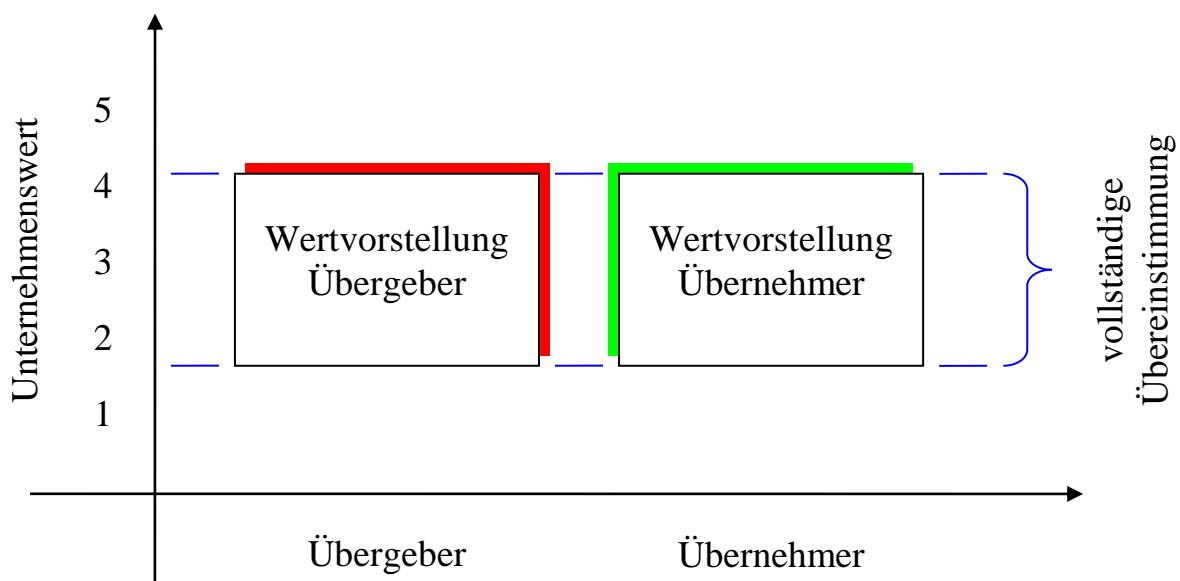 Unternehmenswert
5
4
3
2
1
Wertvorstellung
Übergeber
Wertvorstellung
Übernehmer
vollständige
Übereinstimmung
Übergeber
Übernehmer